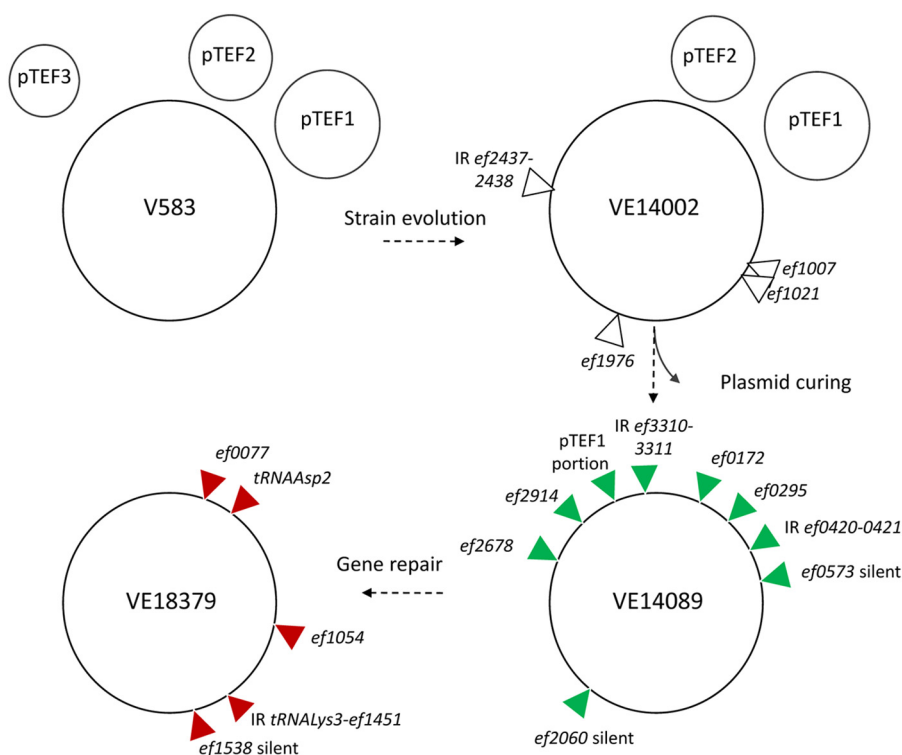 pTEF3
pTEF2
pTEF1
V583
Strain evolution
pTEF2
pTEF1
IR ef2437-
2438
VE14002
ef1007
ef1021
ef1976
Plasmid curing
IR ef3310-
3311
pTEF1
portion
ef0172
ef2914
ef0295
ef2678
IR ef0420-0421
ef0573 silent
VE14089
ef2060 silent
Gene repair
ef0077
tRNAAsp2
VE18379
ef1054
IR tRNALys3-ef1451
ef1538 silent